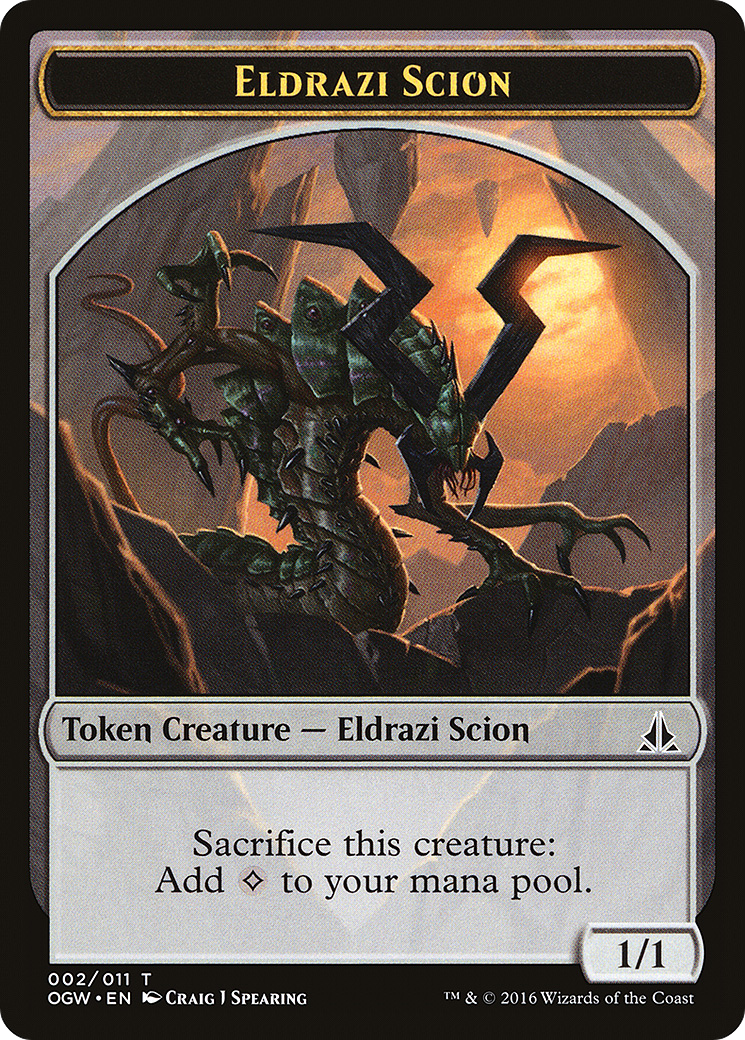 Eldrazi Scion
Token Creature — Eldrazi Scion
Sacrifice this creature:
Add to your mana pool.
1/1
002/011 T
OGW • EN Craig J Spearing
™ & © 2016 Wizards of the Coast